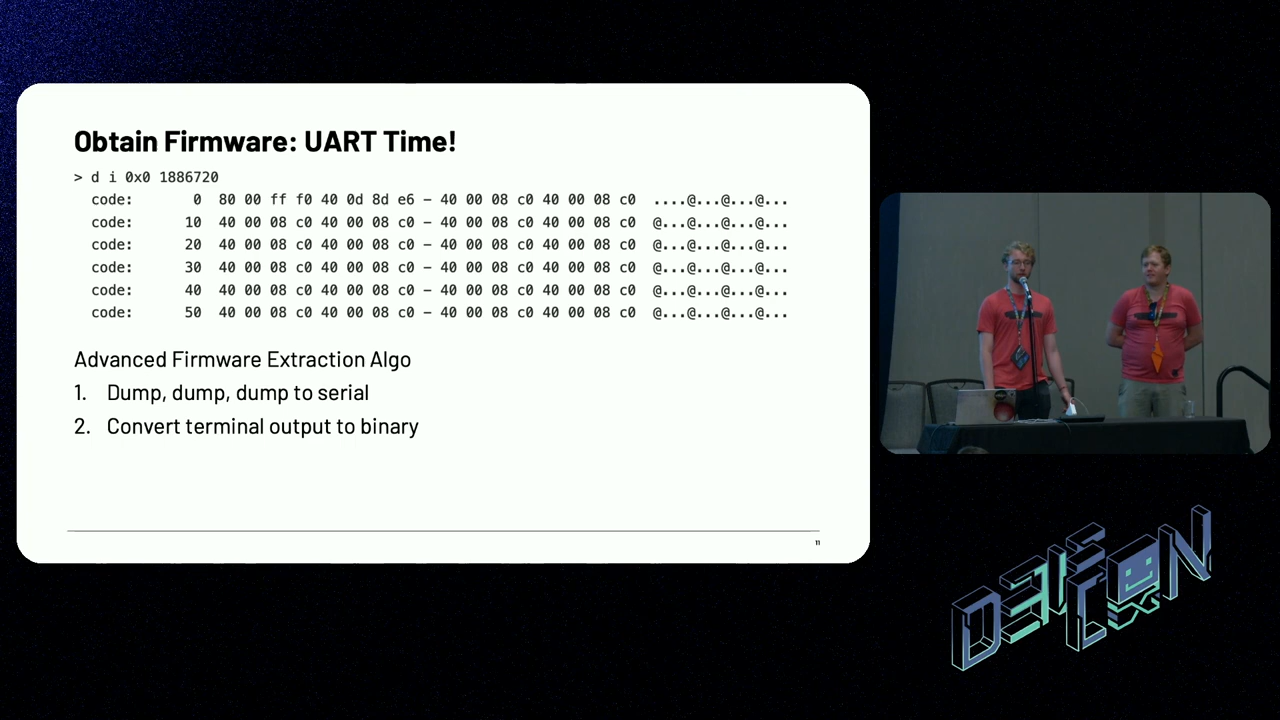 Obtain Firmware: UART Time!
> d i 0x0 1886720
code: 0 80 00 ff f0 40 0d 8d e6 – 40 00 08 c0 40 00 08 c0 ....@...@...@...
code: 10 40 00 08 c0 40 00 08 c0 – 40 00 08 c0 40 00 08 c0 @...@...@...@...
code: 20 40 00 08 c0 40 00 08 c0 – 40 00 08 c0 40 00 08 c0 @...@...@...@...
code: 30 40 00 08 c0 40 00 08 c0 – 40 00 08 c0 40 00 08 c0 @...@...@...@...
code: 40 40 00 08 c0 40 00 08 c0 – 40 00 08 c0 40 00 08 c0 @...@...@...@...
code: 50 40 00 08 c0 40 00 08 c0 – 40 00 08 c0 40 00 08 c0 @...@...@...@...
Advanced Firmware Extraction Algo
1. Dump, dump, dump to serial
2. Convert terminal output to binary
11
DEF CON